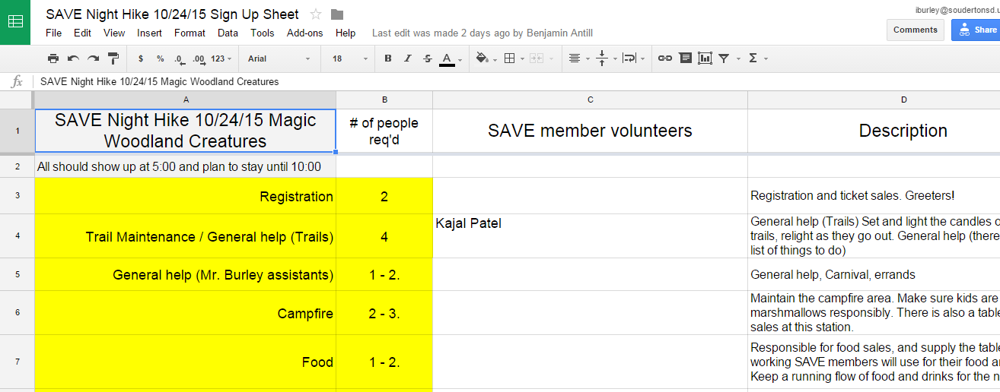 SAVE Night Hike 10/24/15 Sign Up Sheet
iburley@soudertonsd.u
File Edit View Insert Format Data Tools Add-ons Help Last edit was made 2 days ago by Benjamin Antill
Comments Share
$ % .0 .00 123 Arial 18 B I S A Σ
fx SAVE Night Hike 10/24/15 Magic Woodland Creatures
A B C D
1
SAVE Night Hike 10/24/15 Magic
Woodland Creatures
# of people
req'd
SAVE member volunteers
Description
2 All should show up at 5:00 and plan to stay until 10:00
3 Registration 2 Registration and ticket sales. Greeters!
4 Trail Maintenance / General help (Trails) 4 Kajal Patel
General help (Trails) Set and light the candles o
trails, relight as they go out. General help (there
list of things to do)
5 General help (Mr. Burley assistants) 1 - 2. General help, Carnival, errands
6 Campfire 2 - 3.
Maintain the campfire area. Make sure kids are
marshmallows responsibly. There is also a table
sales at this station.
7 Food 1 - 2.
Responsible for food sales, and supply the table
working SAVE members will use for their food a
Keep a running flow of food and drinks for the n